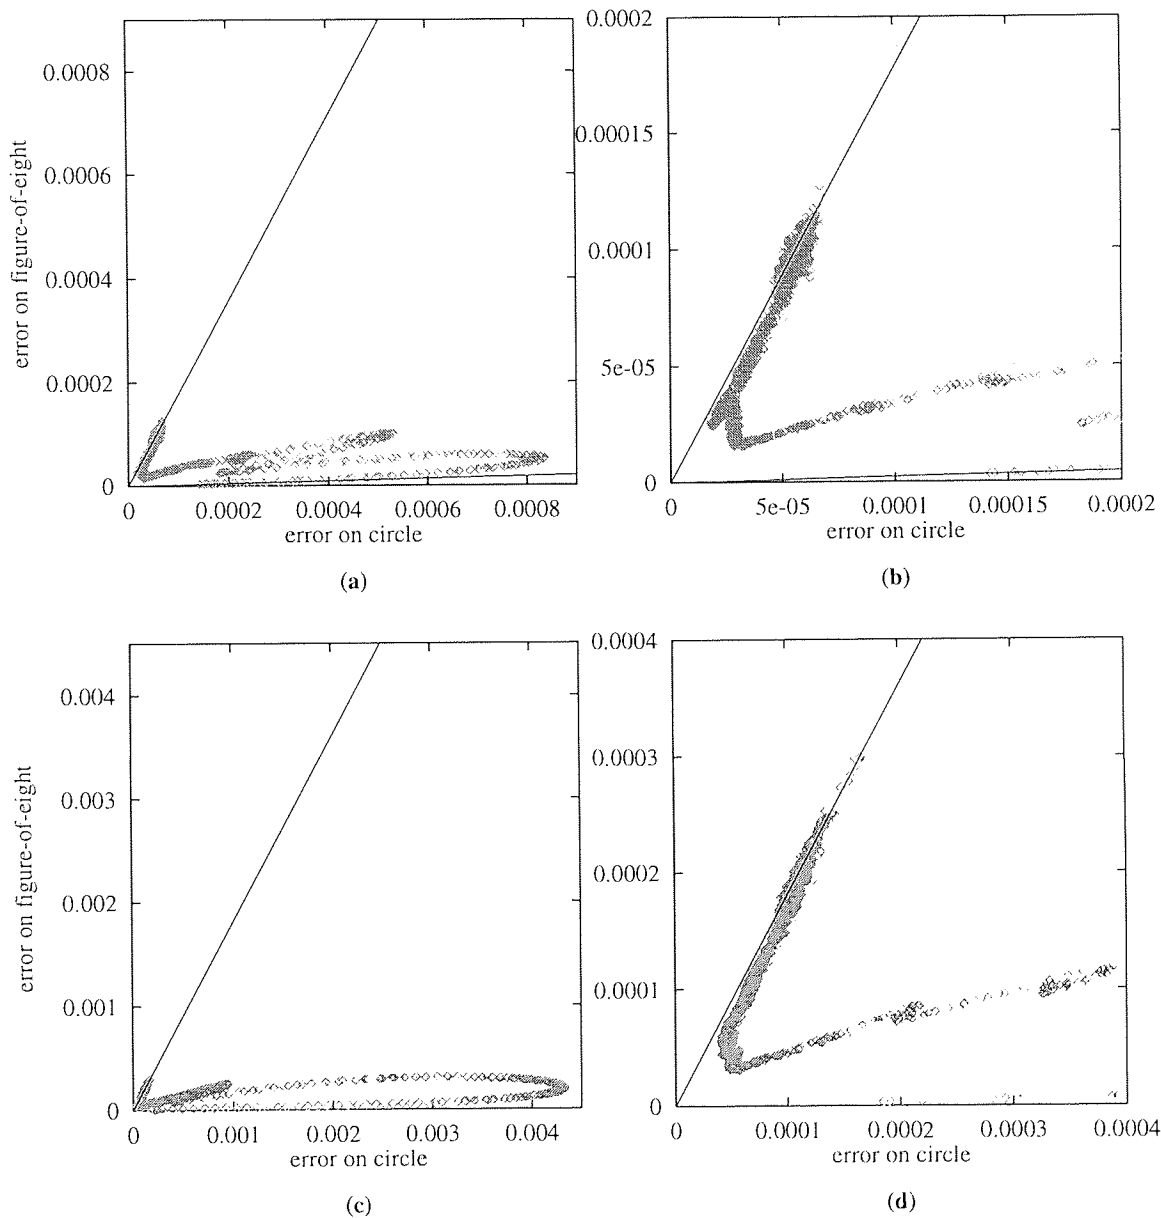 0.0008
0.0006
0.0004
0.0002
0
error on figure-of-eight
0 0.0002 0.0004 0.0006 0.0008
error on circle
(a)
0.0002
0.00015
0.0001
5e-05
0
0 5e-05 0.0001 0.00015 0.0002
error on circle
(b)
0.004
0.003
0.002
0.001
0
error on figure-of-eight
0 0.001 0.002 0.003 0.004
error on circle
(c)
0.0004
0.0003
0.0002
0.0001
0
0 0.0001 0.0002 0.0003 0.0004
error on circle
(d)